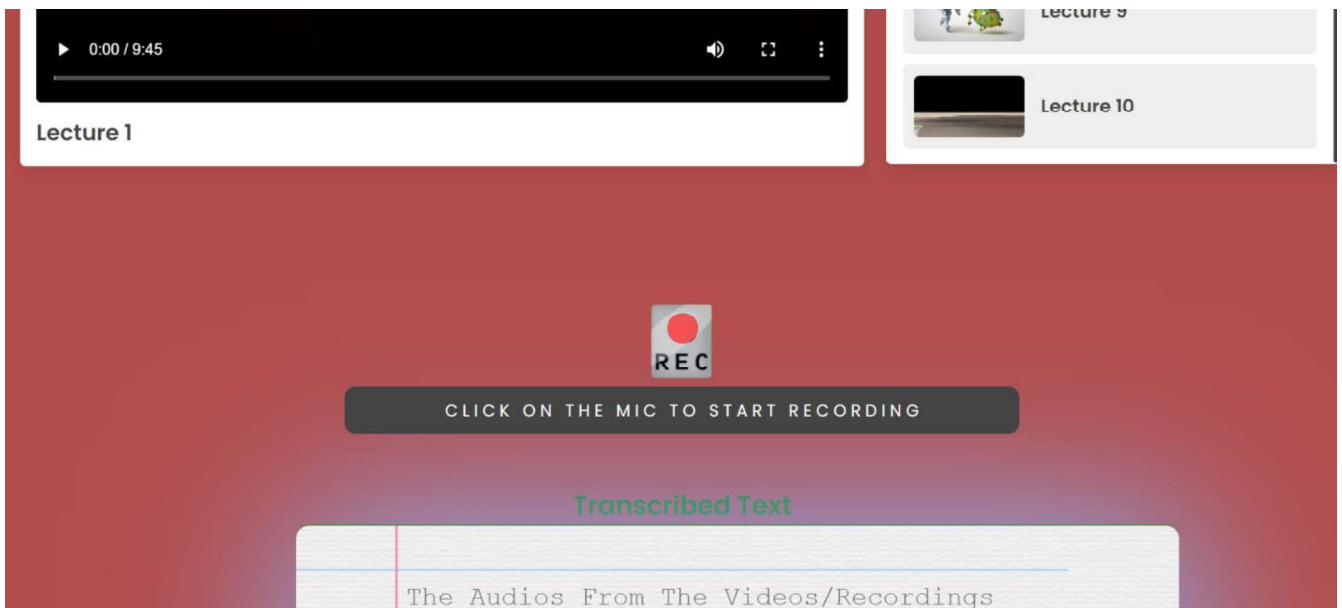 0:00 / 9:45
Lecture 1
Lecture 9
Lecture 10
REC
CLICK ON THE MIC TO START RECORDING
Transcribed Text
The Audios From The Videos/Recordings